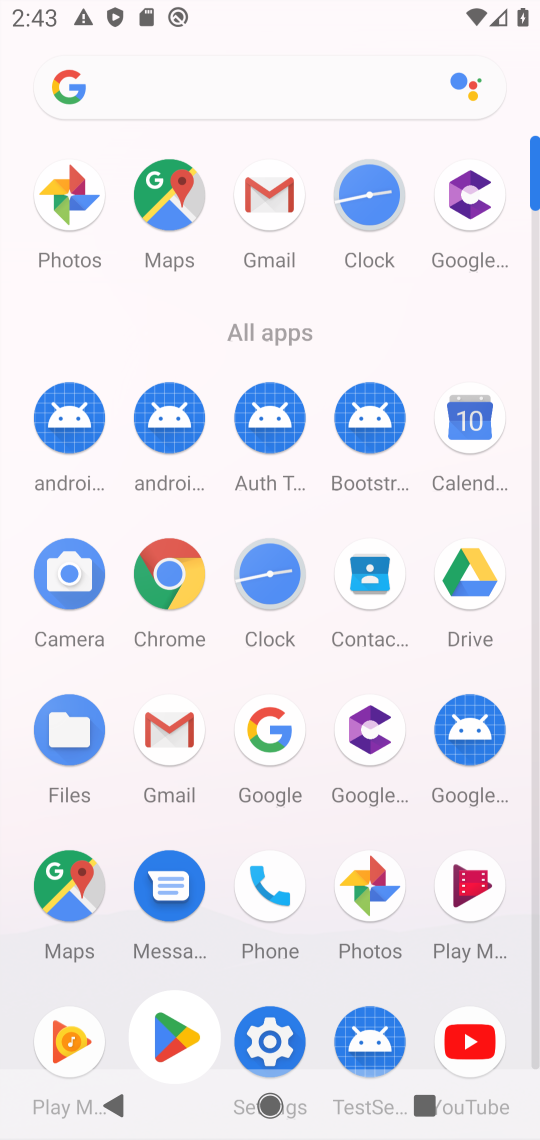 2:43
Photos Maps Gmail Clock Google...
All apps
androi... androi... Auth T... Bootstr... Calend...
10
Camera Chrome Clock Contac... Drive
Files Gmail Google Google... Google...
Maps Messa... Phone Photos Play M...
Play M... Settings TestSe... YouTube